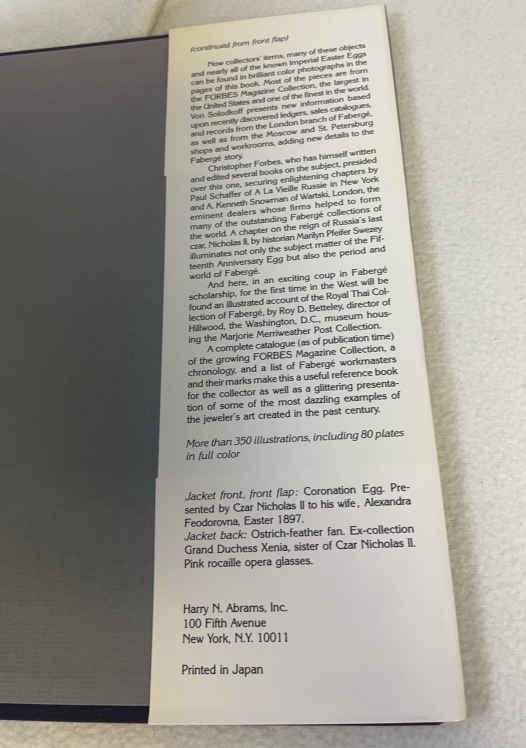 (continued from front flap)
Now collectors' items, many of these objects
and nearly all of the known Imperial Easter Eggs
can be found in brilliant color photographs in the
pages of this book. Most of the pieces are from
the FORBES Magazine Collection, the largest in
the United States and one of the finest in the world.
Von Solodkoff presents new information based
upon recently discovered ledgers, sales catalogues,
and records from the London branch of Fabergé,
as well as from the Moscow and St. Petersburg
shops and workrooms, adding new details to the
Fabergé story.
Christopher Forbes, who has himself written
and edited several books on the subject, presided
over this one, securing enlightening chapters by
Paul Schaffer of A La Vieille Russie in New York
and A. Kenneth Snowman of Wartski, London, the
eminent dealers whose firms helped to form
many of the outstanding Fabergé collections of
the world. A chapter on the reign of Russia's last
czar, Nicholas II, by historian Marilyn Pfeifer Swezey
illuminates not only the subject matter of the Fif-
teenth Anniversary Egg but also the period and
world of Fabergé.
And here, in an exciting coup in Fabergé
scholarship, for the first time in the West will be
found an illustrated account of the Royal Thai Col-
lection of Fabergé, by Roy D. Betteley, director of
Hillwood, the Washington, D.C., museum hous-
ing the Marjorie Merriweather Post Collection.
A complete catalogue (as of publication time)
of the growing FORBES Magazine Collection, a
chronology, and a list of Fabergé workmasters
and their marks make this a useful reference book
for the collector as well as a glittering presenta-
tion of some of the most dazzling examples of
the jeweler's art created in the past century.
More than 350 illustrations, including 80 plates
in full color
Jacket front, front flap: Coronation Egg. Pre-
sented by Czar Nicholas II to his wife, Alexandra
Feodorovna, Easter 1897.
Jacket back: Ostrich-feather fan. Ex-collection
Grand Duchess Xenia, sister of Czar Nicholas II.
Pink rocaille opera glasses.
Harry N. Abrams, Inc.
100 Fifth Avenue
New York, N.Y. 10011
Printed in Japan